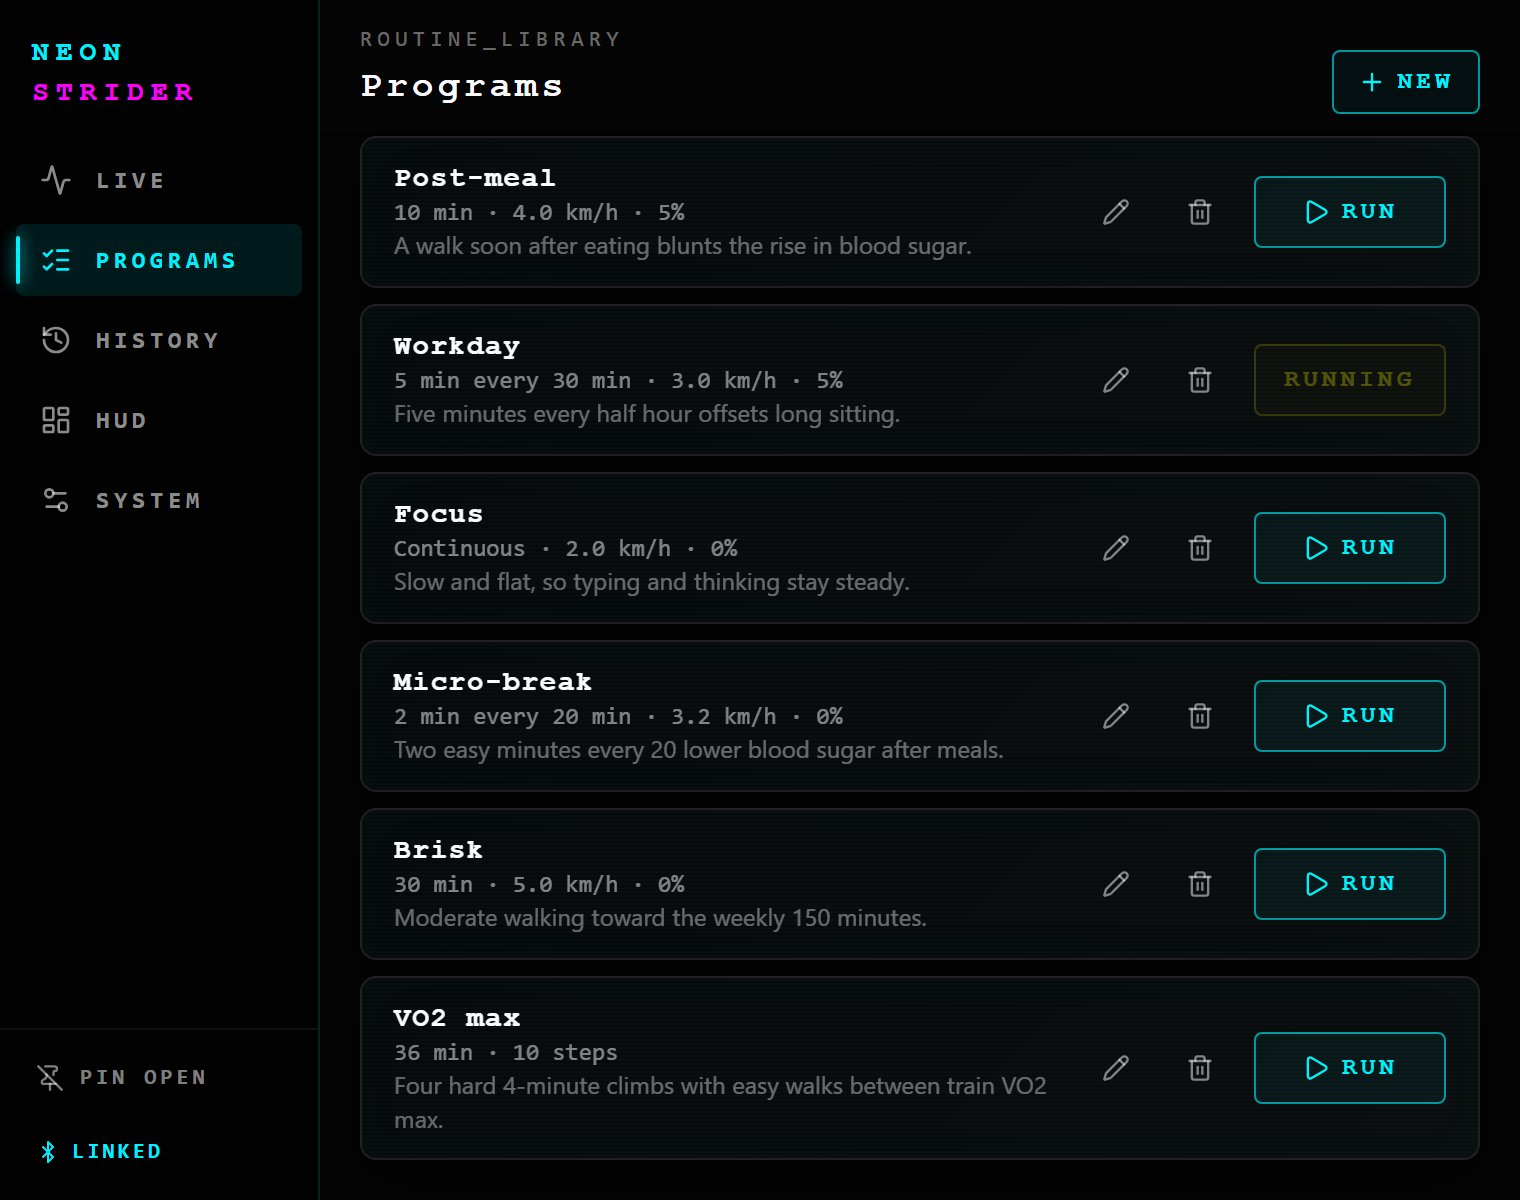 NEON
STRIDER
LIVE
PROGRAMS
HISTORY
HUD
SYSTEM
PIN OPEN
LINKED
ROUTINE_LIBRARY
Programs
NEW
Post-meal
10 min · 4.0 km/h · 5%
A walk soon after eating blunts the rise in blood sugar.
RUN
Workday
5 min every 30 min · 3.0 km/h · 5%
Five minutes every half hour offsets long sitting.
RUNNING
Focus
Continuous · 2.0 km/h · 0%
Slow and flat, so typing and thinking stay steady.
RUN
Micro-break
2 min every 20 min · 3.2 km/h · 0%
Two easy minutes every 20 lower blood sugar after meals.
RUN
Brisk
30 min · 5.0 km/h · 0%
Moderate walking toward the weekly 150 minutes.
RUN
VO2 max
36 min · 10 steps
Four hard 4-minute climbs with easy walks between train VO2
max.
RUN